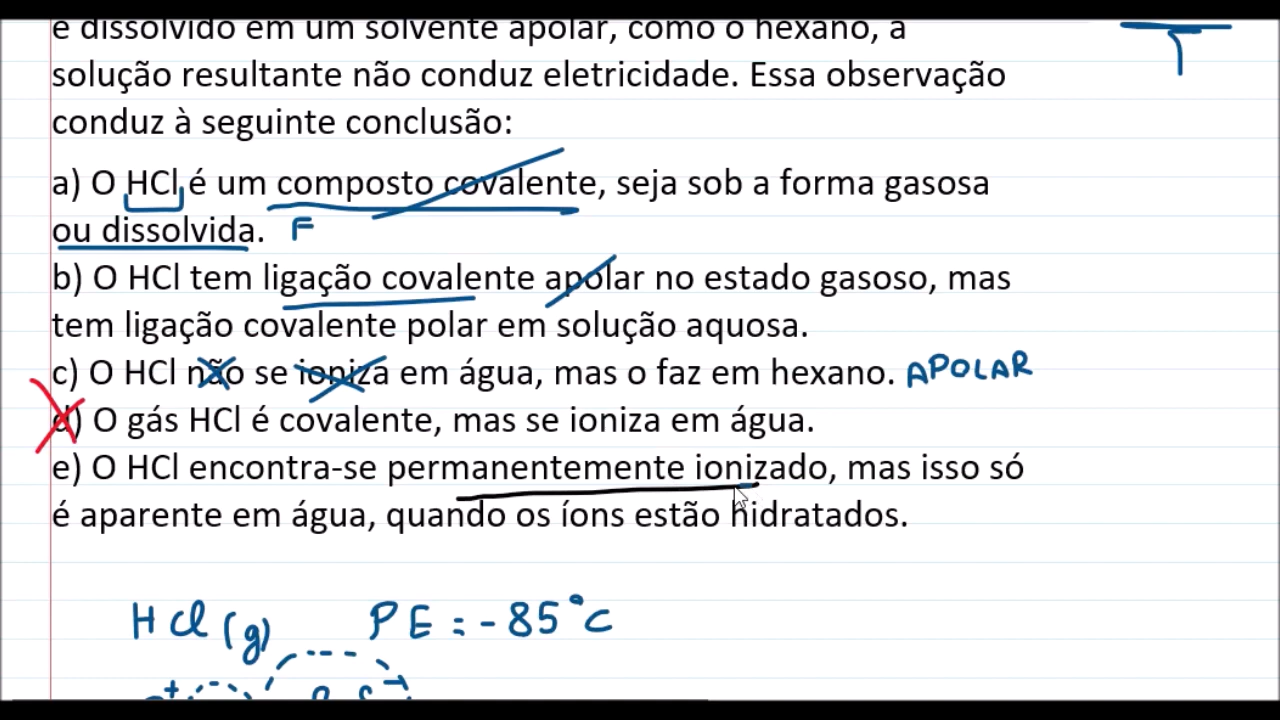 e dissolvido em um solvente apolar, como o hexano, a
solução resultante não conduz eletricidade. Essa observação
conduz à seguinte conclusão:
a) O HCl é um composto covalente, seja sob a forma gasosa
ou dissolvida. F
b) O HCl tem ligação covalente apolar no estado gasoso, mas
tem ligação covalente polar em solução aquosa.
c) O HCl não se ioniza em água, mas o faz em hexano. APOLAR
d) O gás HCl é covalente, mas se ioniza em água.
e) O HCl encontra-se permanentemente ionizado, mas isso só
é aparente em água, quando os íons estão hidratados.
HCl (g) PE = -85°C